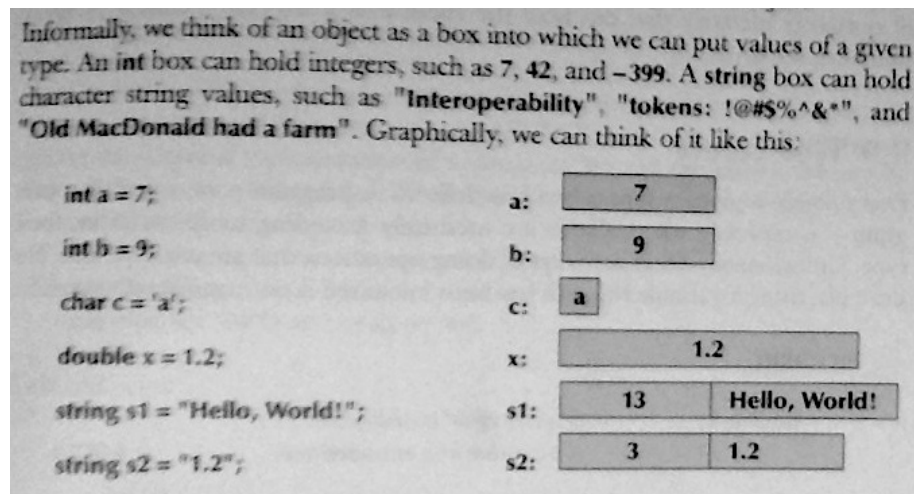 Informally, we think of an object as a box into which we can put values of a given
type. An int box can hold integers, such as 7, 42, and –399. A string box can hold
character string values, such as "Interoperability", "tokens: !@#$%^&*", and
"Old MacDonald had a farm". Graphically, we can think of it like this:
int a = 7; a: 7
int b = 9; b: 9
char c = 'a'; c: a
double x = 1.2; x: 1.2
string s1 = "Hello, World!"; s1: 13 Hello, World!
string s2 = "1.2"; s2: 3 1.2